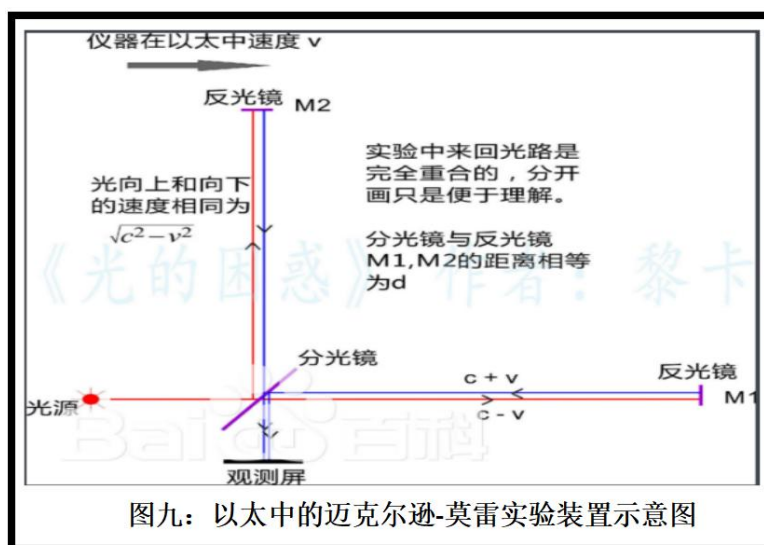 仪器在以太中速度 v
反光镜 M2
光向上和向下
的速度相同为
√c²−v²
实验中来回光路是
完全重合的，分开
画只是便于理解。
分光镜与反光镜
M1,M2的距离相等
为d
《光的困惑》作者：黎卡
分光镜
反光镜
c + v
光源
c - v
M1
Bai 百科
观测屏
图九：以太中的迈克尔逊-莫雷实验装置示意图